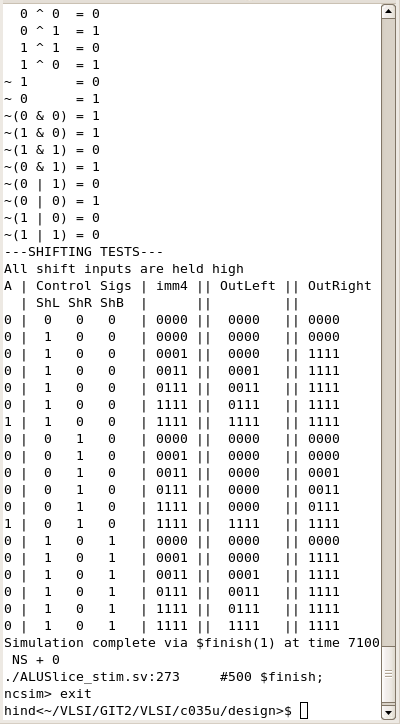 0 ^ 0  = 0
  0 ^ 1  = 1
  1 ^ 1  = 0
  1 ^ 0  = 1
~ 1      = 0
~ 0      = 1
~(0 & 0) = 1
~(1 & 0) = 1
~(1 & 1) = 0
~(0 & 1) = 1
~(0 | 1) = 0
~(0 | 0) = 1
~(1 | 0) = 0
~(1 | 1) = 0
---SHIFTING TESTS---
All shift inputs are held high
A | Control Sigs | imm4 || OutLeft || OutRight
  | ShL ShR ShB  |      ||         ||
0 |  0   0   0   | 0000 ||  0000   || 0000
0 |  1   0   0   | 0000 ||  0000   || 0000
0 |  1   0   0   | 0001 ||  0000   || 1111
0 |  1   0   0   | 0011 ||  0001   || 1111
0 |  1   0   0   | 0111 ||  0011   || 1111
0 |  1   0   0   | 1111 ||  0111   || 1111
1 |  1   0   0   | 1111 ||  1111   || 1111
0 |  0   1   0   | 0000 ||  0000   || 0000
0 |  0   1   0   | 0001 ||  0000   || 0000
0 |  0   1   0   | 0011 ||  0000   || 0001
0 |  0   1   0   | 0111 ||  0000   || 0011
0 |  0   1   0   | 1111 ||  0000   || 0111
1 |  0   1   0   | 1111 ||  1111   || 1111
0 |  1   0   1   | 0000 ||  0000   || 0000
0 |  1   0   1   | 0001 ||  0000   || 1111
0 |  1   0   1   | 0011 ||  0001   || 1111
0 |  1   0   1   | 0111 ||  0011   || 1111
0 |  1   0   1   | 1111 ||  0111   || 1111
0 |  1   0   1   | 1111 ||  1111   || 1111
Simulation complete via $finish(1) at time 7100
 NS + 0
./ALUSlice_stim.sv:273     #500 $finish;
ncsim> exit
hind<~/VLSI/GIT2/VLSI/c035u/design>$